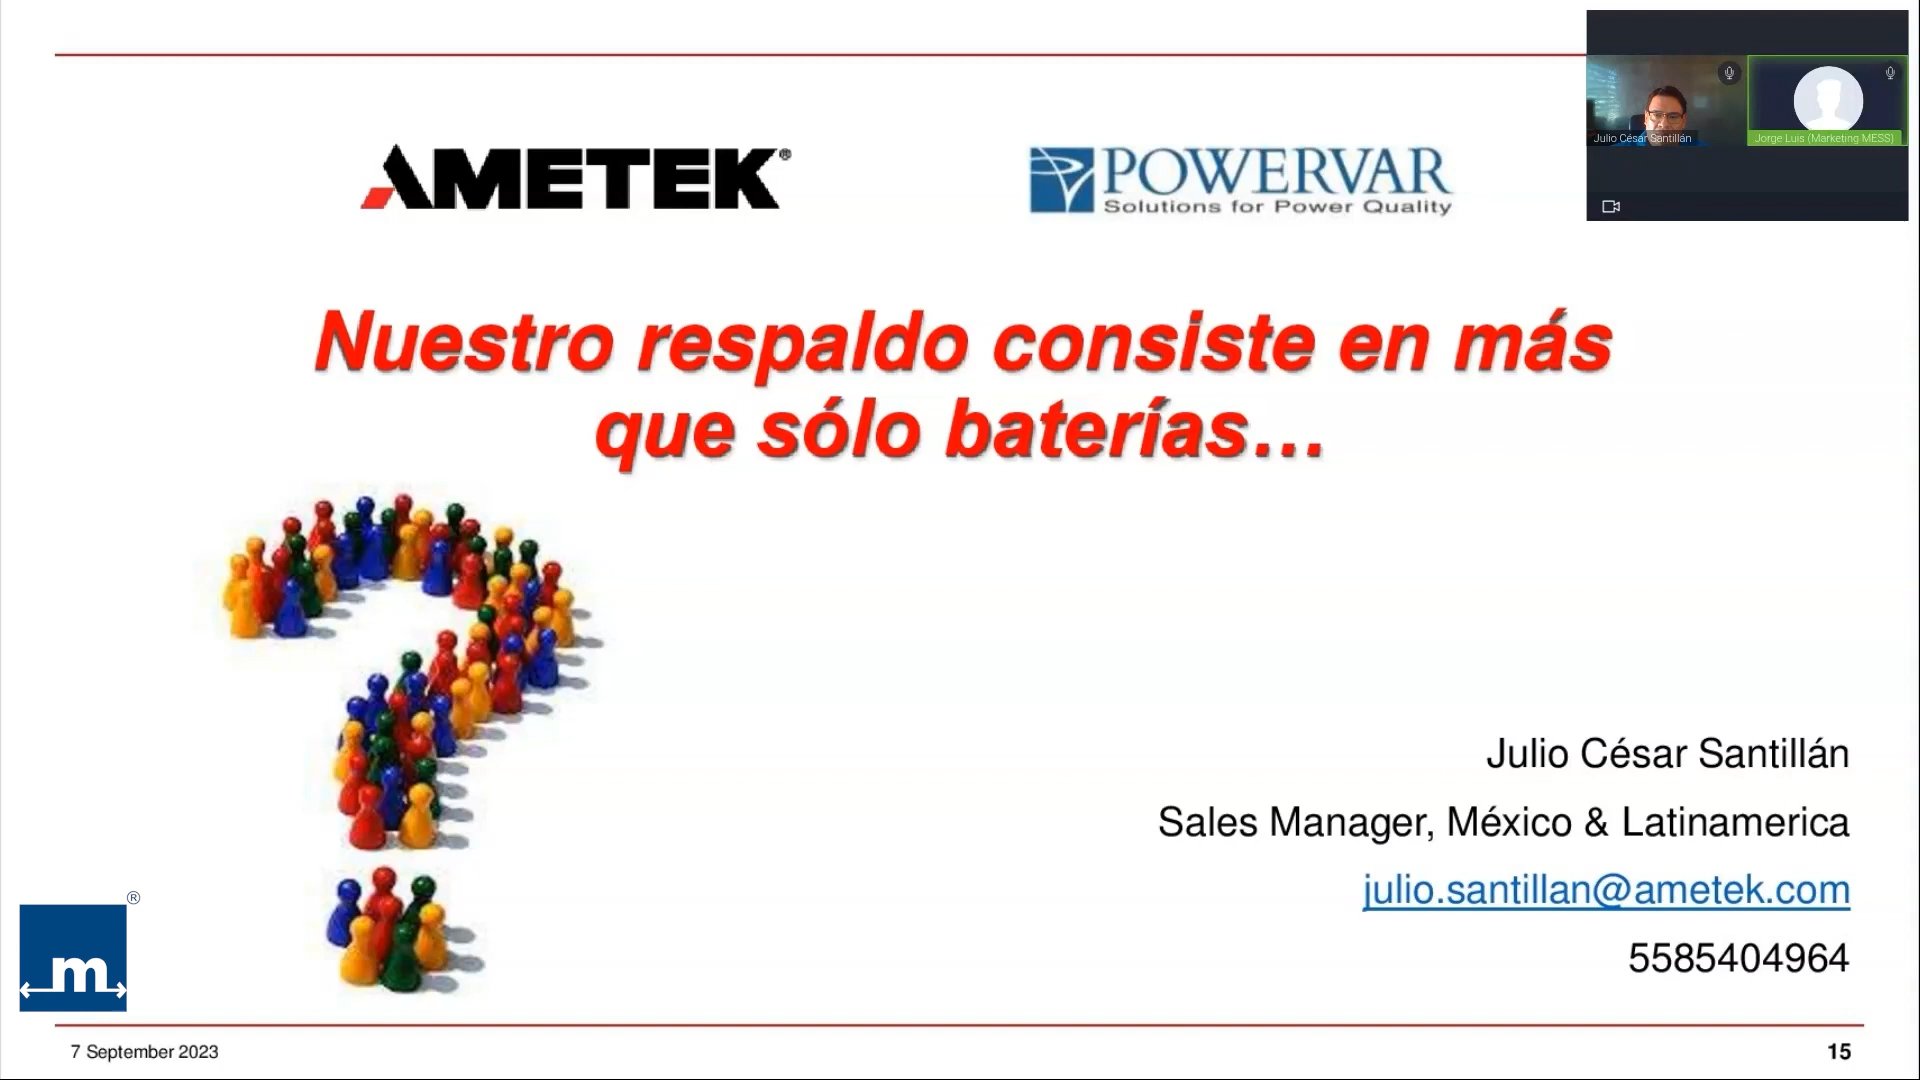 AMETEK®
POWERVAR
Solutions for Power Quality
Julio César Santillán
Jorge Luis (Marketing MESS)
Nuestro respaldo consiste en más
que sólo baterías...
Julio César Santillán
Sales Manager, México & Latinamerica
julio.santillan@ametek.com
5585404964
m
®
7 September 2023
15